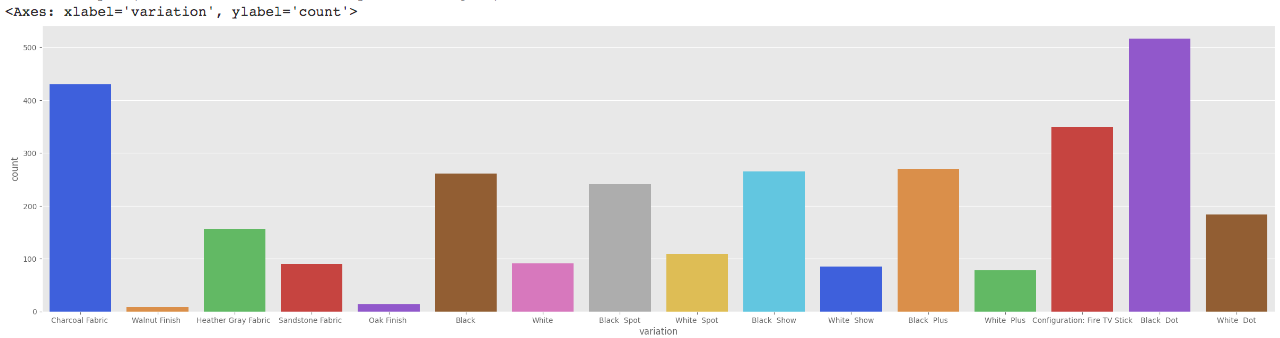 <Axes: xlabel='variation', ylabel='count'>
500
400
300
200
100
0
count
Charcoal Fabric Walnut Finish Heather Gray Fabric Sandstone Fabric Oak Finish Black White Black Spot White Spot Black Show White Show Black Plus White Plus Configuration: Fire TV Stick Black Dot White Dot
variation